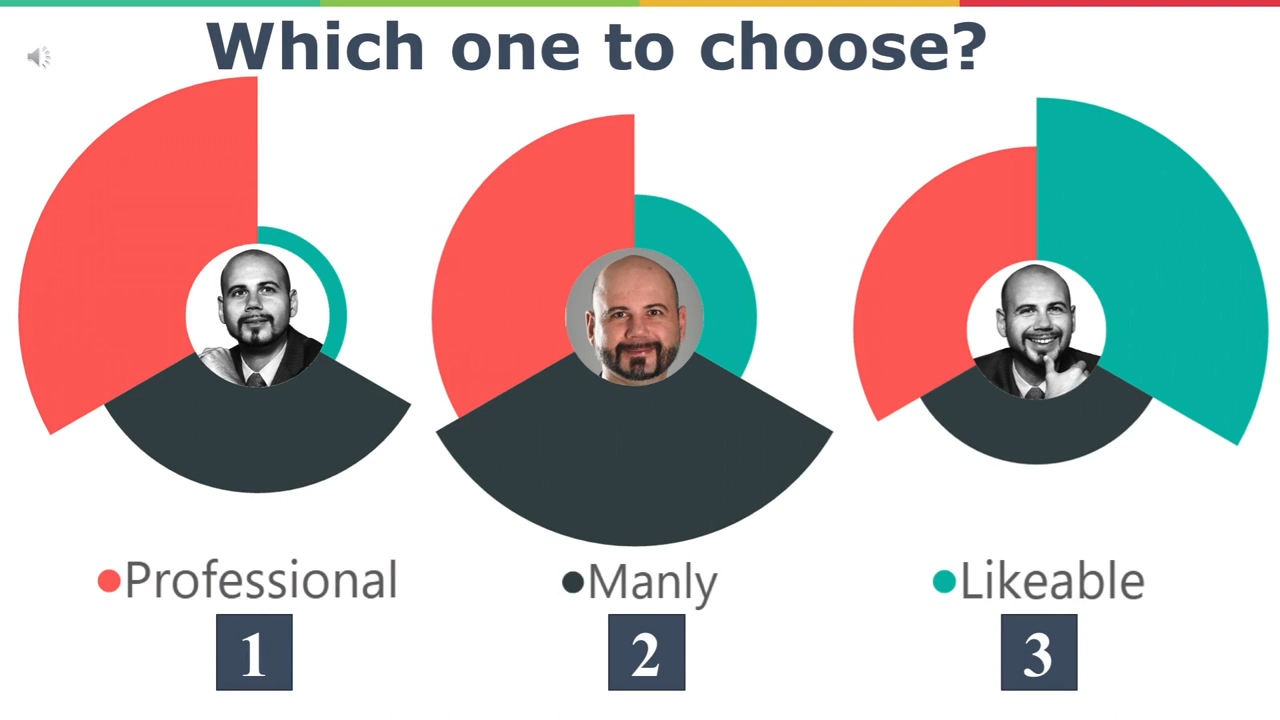 Which one to choose?
Professional
Manly
Likeable
1
2
3